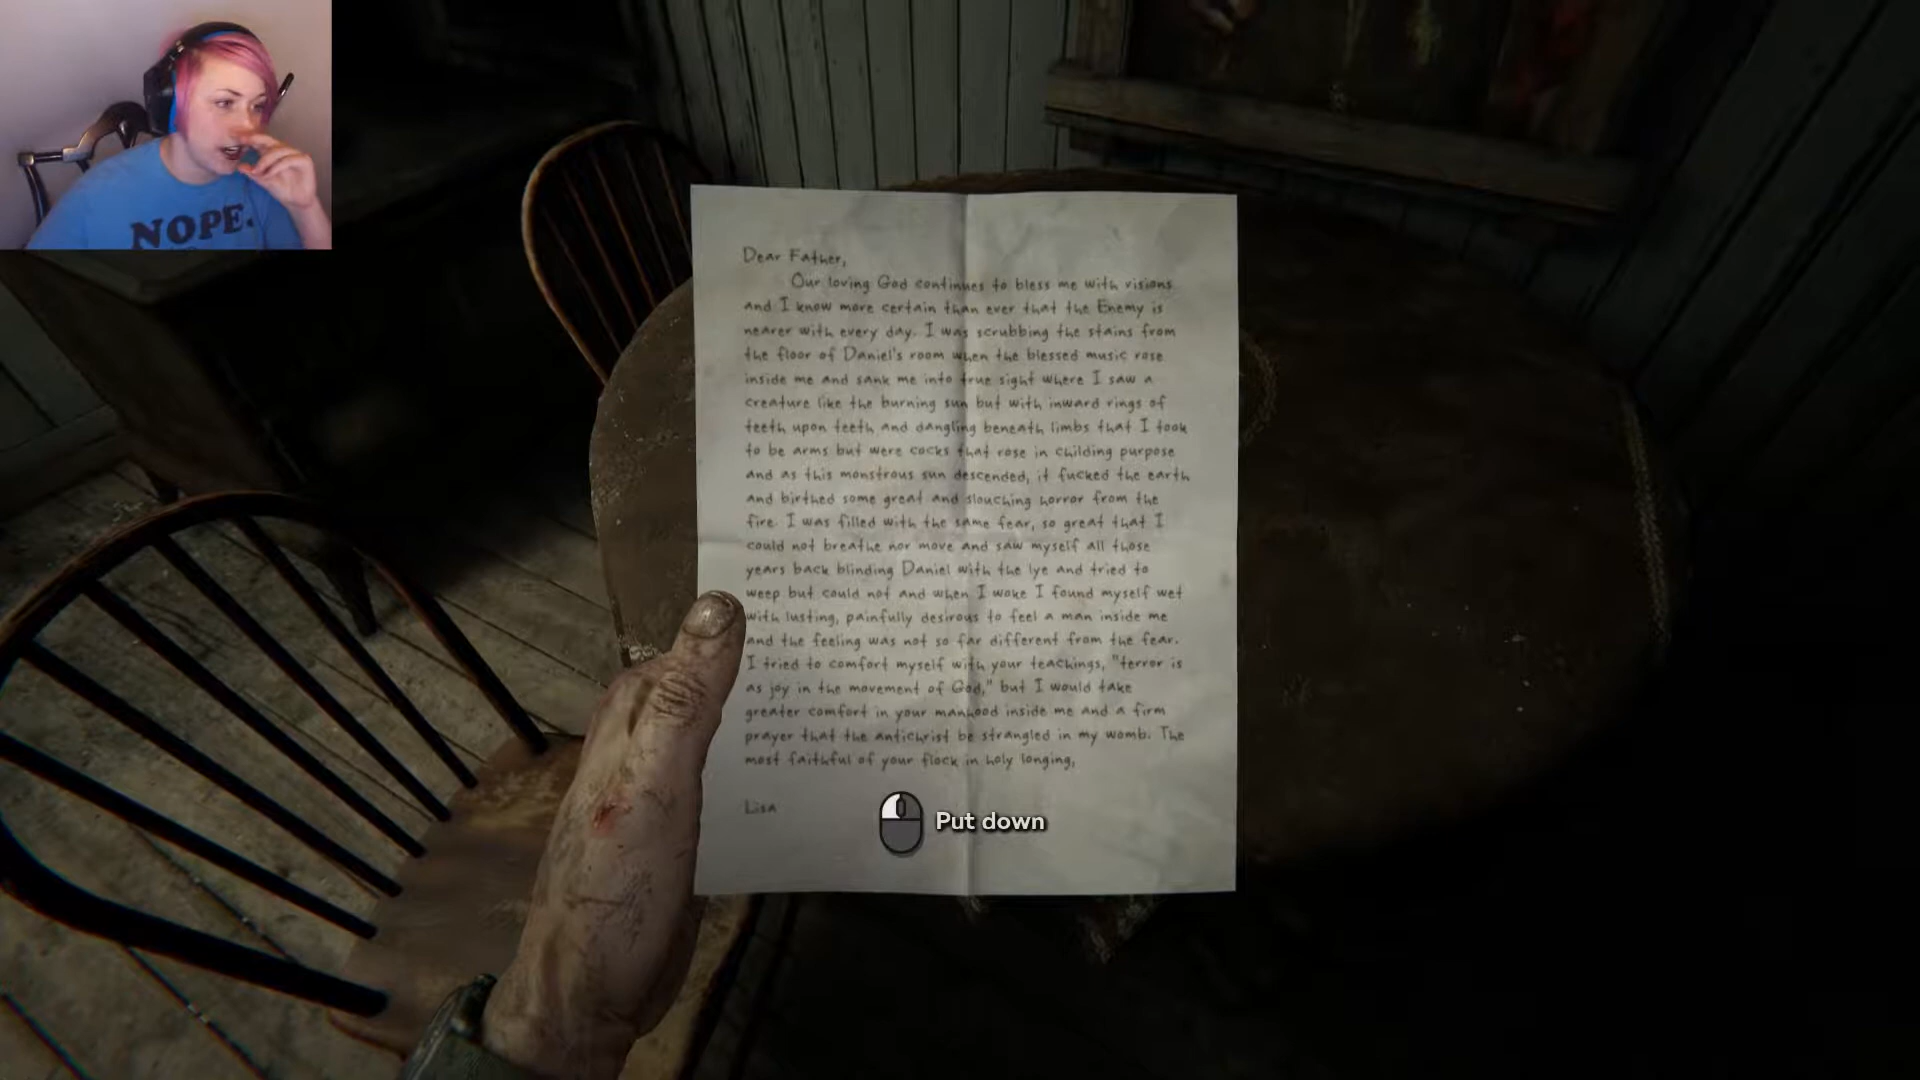 NOPE.
Dear Father,
Our loving God continues to bless me with visions
and I know more certain than ever that the Enemy is
nearer with every day. I was scrubbing the stains from
the floor of Daniel's room when the blessed music rose
inside me and sank me into true sight where I saw a
creature like the burning sun but with inward rings of
teeth upon teeth and dangling beneath limbs that I took
to be arms but were cocks that rose in childing purpose
and as this monstrous sun descended, it fucked the earth
and birthed some great and slouching horror from the
fire. I was filled with the same fear, so great that I
could not breathe nor move and saw myself all those
years back blinding Daniel with the lye and tried to
weep but could not and when I woke I found myself wet
with lusting, painfully desirous to feel a man inside me
and the feeling was not so far different from the fear.
I tried to comfort myself with your teachings, "terror is
as joy in the movement of God," but I would take
greater comfort in your manhood inside me and a firm
prayer that the antichrist be strangled in my womb. The
most faithful of your flock in holy longing,
Lisa
Put down